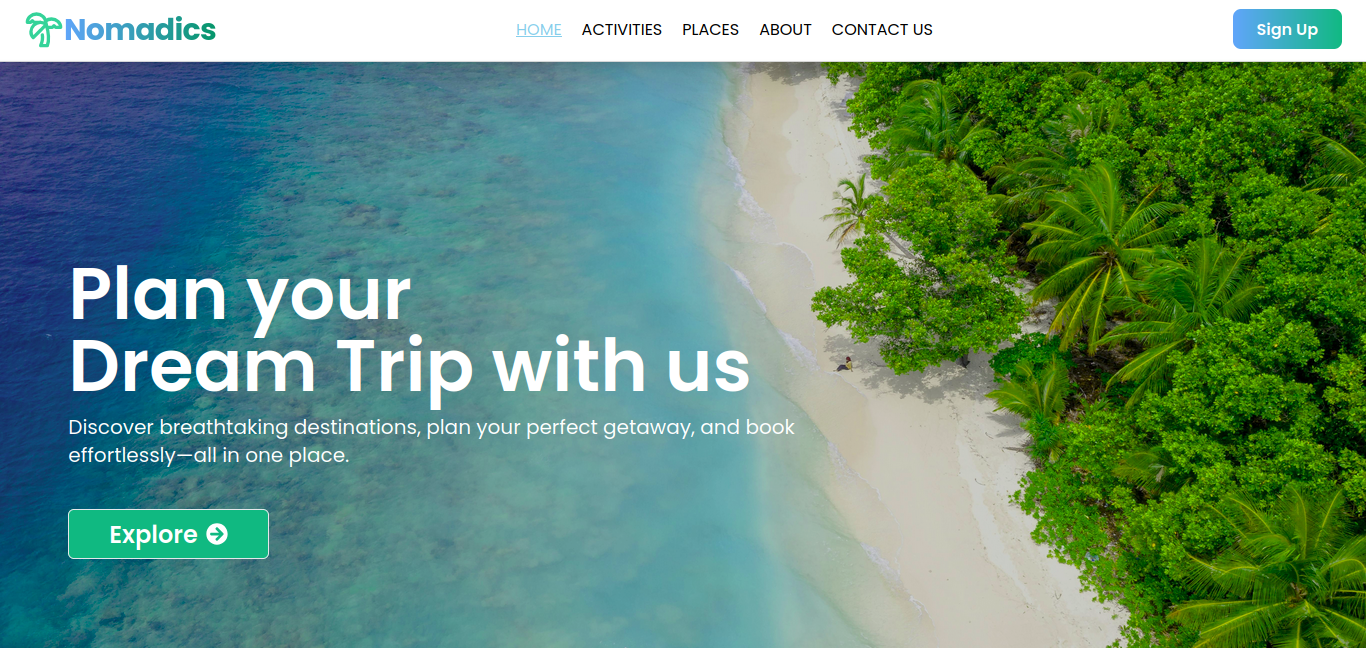 Nomadics
HOME
ACTIVITIES
PLACES
ABOUT
CONTACT US
Sign Up
Plan your
Dream Trip with us
Discover breathtaking destinations, plan your perfect getaway, and book
effortlessly—all in one place.
Explore